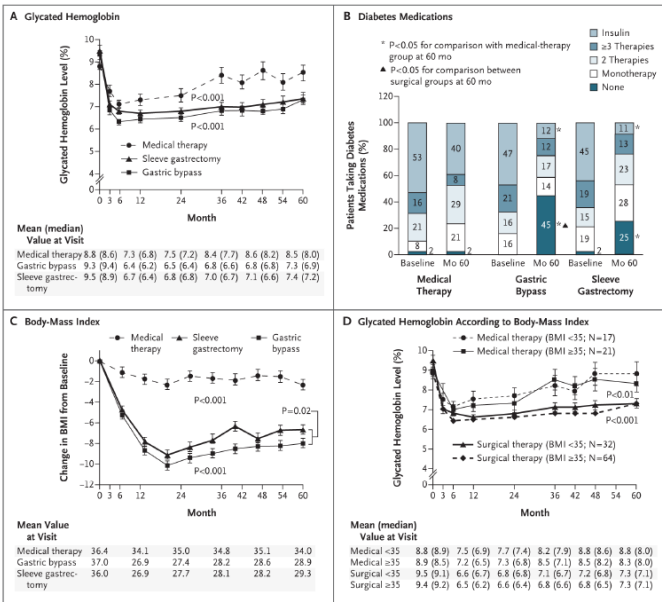 A Glycated Hemoglobin
Glycated Hemoglobin Level (%)
10
9
8
7
6
5
4
0
P<0.001
P<0.001
Medical therapy
Sleeve gastrectomy
Gastric bypass
0 3 6 12 18 24 30 36 42 48 54 60
Month
Mean (median)
Value at Visit
Medical therapy 8.8 (8.6) 7.3 (6.8) 7.5 (7.2) 8.4 (7.7) 8.6 (8.2) 8.5 (8.0)
Gastric bypass 9.3 (9.4) 6.4 (6.2) 6.5 (6.4) 6.8 (6.6) 6.8 (6.8) 7.3 (6.9)
Sleeve gastrec-
tomy 9.5 (8.9) 6.7 (6.4) 6.8 (6.8) 7.0 (6.7) 7.1 (6.6) 7.4 (7.2)
B Diabetes Medications
* P<0.05 for comparison with medical-therapy
group at 60 mo
▲ P<0.05 for comparison between
surgical groups at 60 mo
Insulin
≥3 Therapies
2 Therapies
Monotherapy
None
Patients Taking Diabetes
Medications (%)
120
100
80
60
40
20
0
53 16 21 8 2
40 8 29 21 2
47 21 16 16
12 * 12 17 14 45 *▲
45 19 15 19 2
11 * 13 23 28 25 *
Baseline Mo 60 Baseline Mo 60 Baseline Mo 60
Medical
Therapy
Gastric
Bypass
Sleeve
Gastrectomy
C Body-Mass Index
Medical
therapy
Sleeve
gastrectomy
Gastric
bypass
Change in BMI from Baseline
0
−2
−4
−6
−8
−10
−12
P<0.001
P=0.02
P<0.001
0 3 6 12 18 24 30 36 42 48 54 60
Month
Mean Value
at Visit
Medical therapy 36.4 34.1 35.0 34.8 35.1 34.0
Gastric bypass 37.0 26.9 27.4 28.2 28.6 28.9
Sleeve gastrec-
tomy 36.0 26.9 27.7 28.1 28.2 29.3
D Glycated Hemoglobin According to Body-Mass Index
Glycated Hemoglobin Level (%)
Medical therapy (BMI <35; N=17)
Medical therapy (BMI ≥35; N=21)
10
9
8
7
6
5
4
0
P<0.01
P<0.001
Surgical therapy (BMI <35; N=32)
Surgical therapy (BMI ≥35; N=64)
0 3 6 12 18 24 30 36 42 48 54 60
Month
Mean (median)
Value at Visit
Medical <35 8.8 (8.9) 7.5 (6.9) 7.7 (7.4) 8.2 (7.9) 8.8 (8.6) 8.8 (8.0)
Medical ≥35 8.9 (8.5) 7.2 (6.5) 7.3 (6.8) 8.5 (7.1) 8.5 (8.2) 8.3 (8.0)
Surgical <35 9.5 (9.1) 6.6 (6.7) 6.8 (6.8) 7.1 (6.7) 7.2 (6.8) 7.3 (7.1)
Surgical ≥35 9.4 (9.2) 6.5 (6.2) 6.6 (6.4) 6.8 (6.6) 6.8 (6.5) 7.3 (7.1)